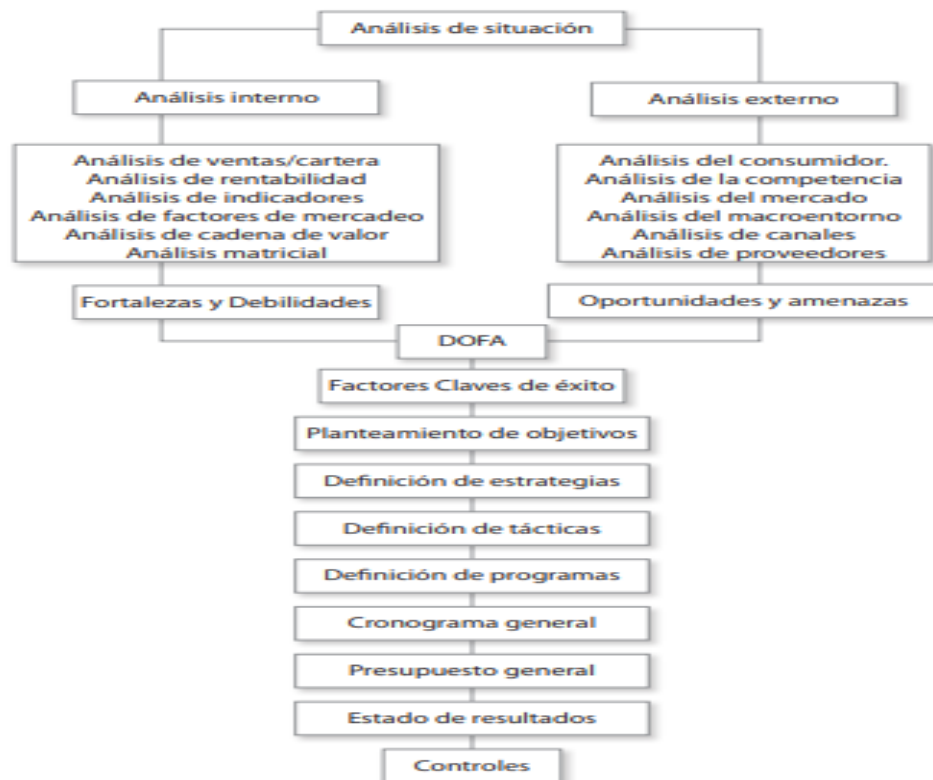 Análisis de situación
Análisis interno
Análisis externo
Análisis de ventas/cartera
Análisis de rentabilidad
Análisis de indicadores
Análisis de factores de mercadeo
Análisis de cadena de valor
Análisis matricial
Análisis del consumidor.
Análisis de la competencia
Análisis del mercado
Análisis del macroentorno
Análisis de canales
Análisis de proveedores
Fortalezas y Debilidades
Oportunidades y amenazas
DOFA
Factores Claves de éxito
Planteamiento de objetivos
Definición de estrategias
Definición de tácticas
Definición de programas
Cronograma general
Presupuesto general
Estado de resultados
Controles